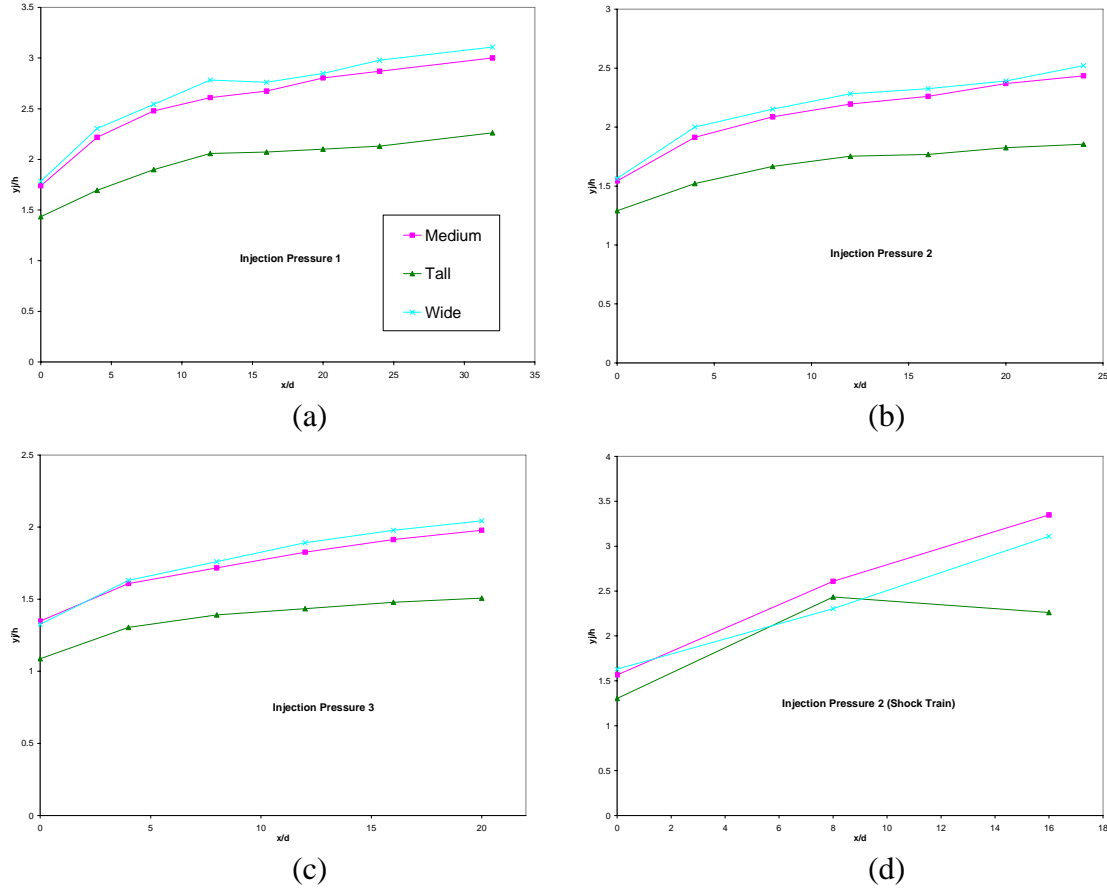 3.5
3
2.5
2
1.5
1
0.5
0
yj/h
0 5 10 15 20 25 30 35
x/d
Injection Pressure 1
Medium
Tall
Wide
(a)
3
2.5
2
1.5
1
0.5
0
yj/h
0 5 10 15 20 25
x/d
Injection Pressure 2
(b)
2.5
2
1.5
1
0.5
0
yj/h
0 5 10 15 20
x/d
Injection Pressure 3
(c)
4
3.5
3
2.5
2
1.5
1
0.5
0
yj/h
0 2 4 6 8 10 12 14 16 18
x/d
Injection Pressure 2 (Shock Train)
(d)